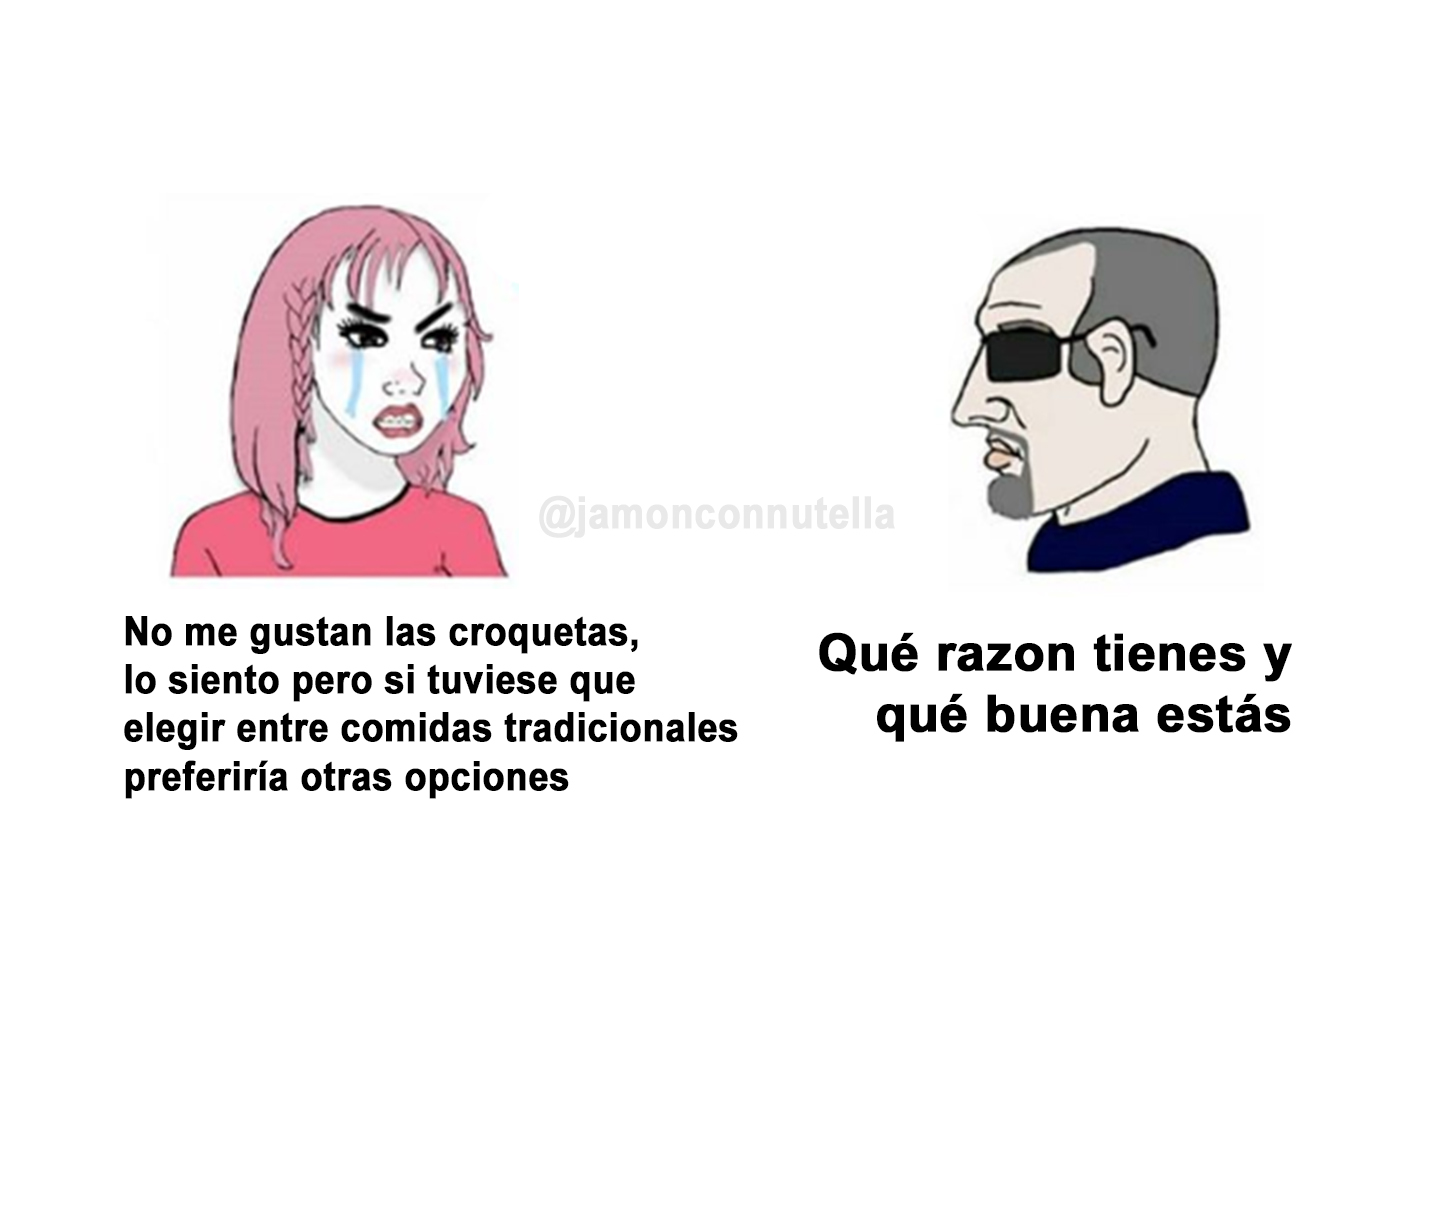 @jamonconnutella
No me gustan las croquetas,
lo siento pero si tuviese que
elegir entre comidas tradicionales
preferiría otras opciones
Qué razon tienes y
qué buena estás